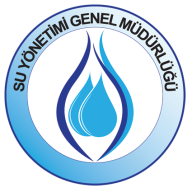 SU YÖNETİMİ GENEL MÜDÜRLÜĞÜ